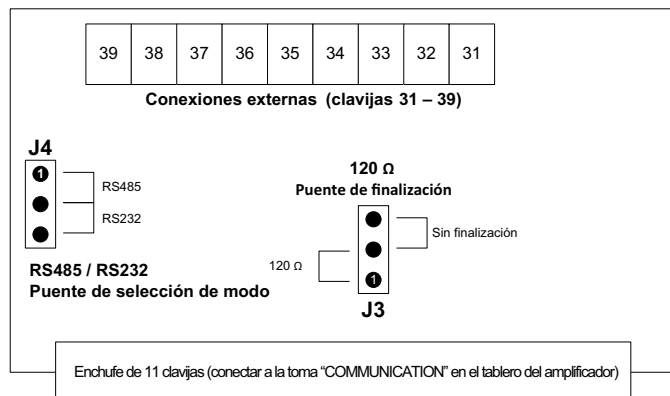 39 38 37 36 35 34 33 32 31
Conexiones externas (clavijas 31 – 39)
J4
1
RS485
RS232
RS485 / RS232
Puente de selección de modo
120 Ω
Puente de finalización
Sin finalización
120 Ω
1
J3
Enchufe de 11 clavijas (conectar a la toma “COMMUNICATION” en el tablero del amplificador)